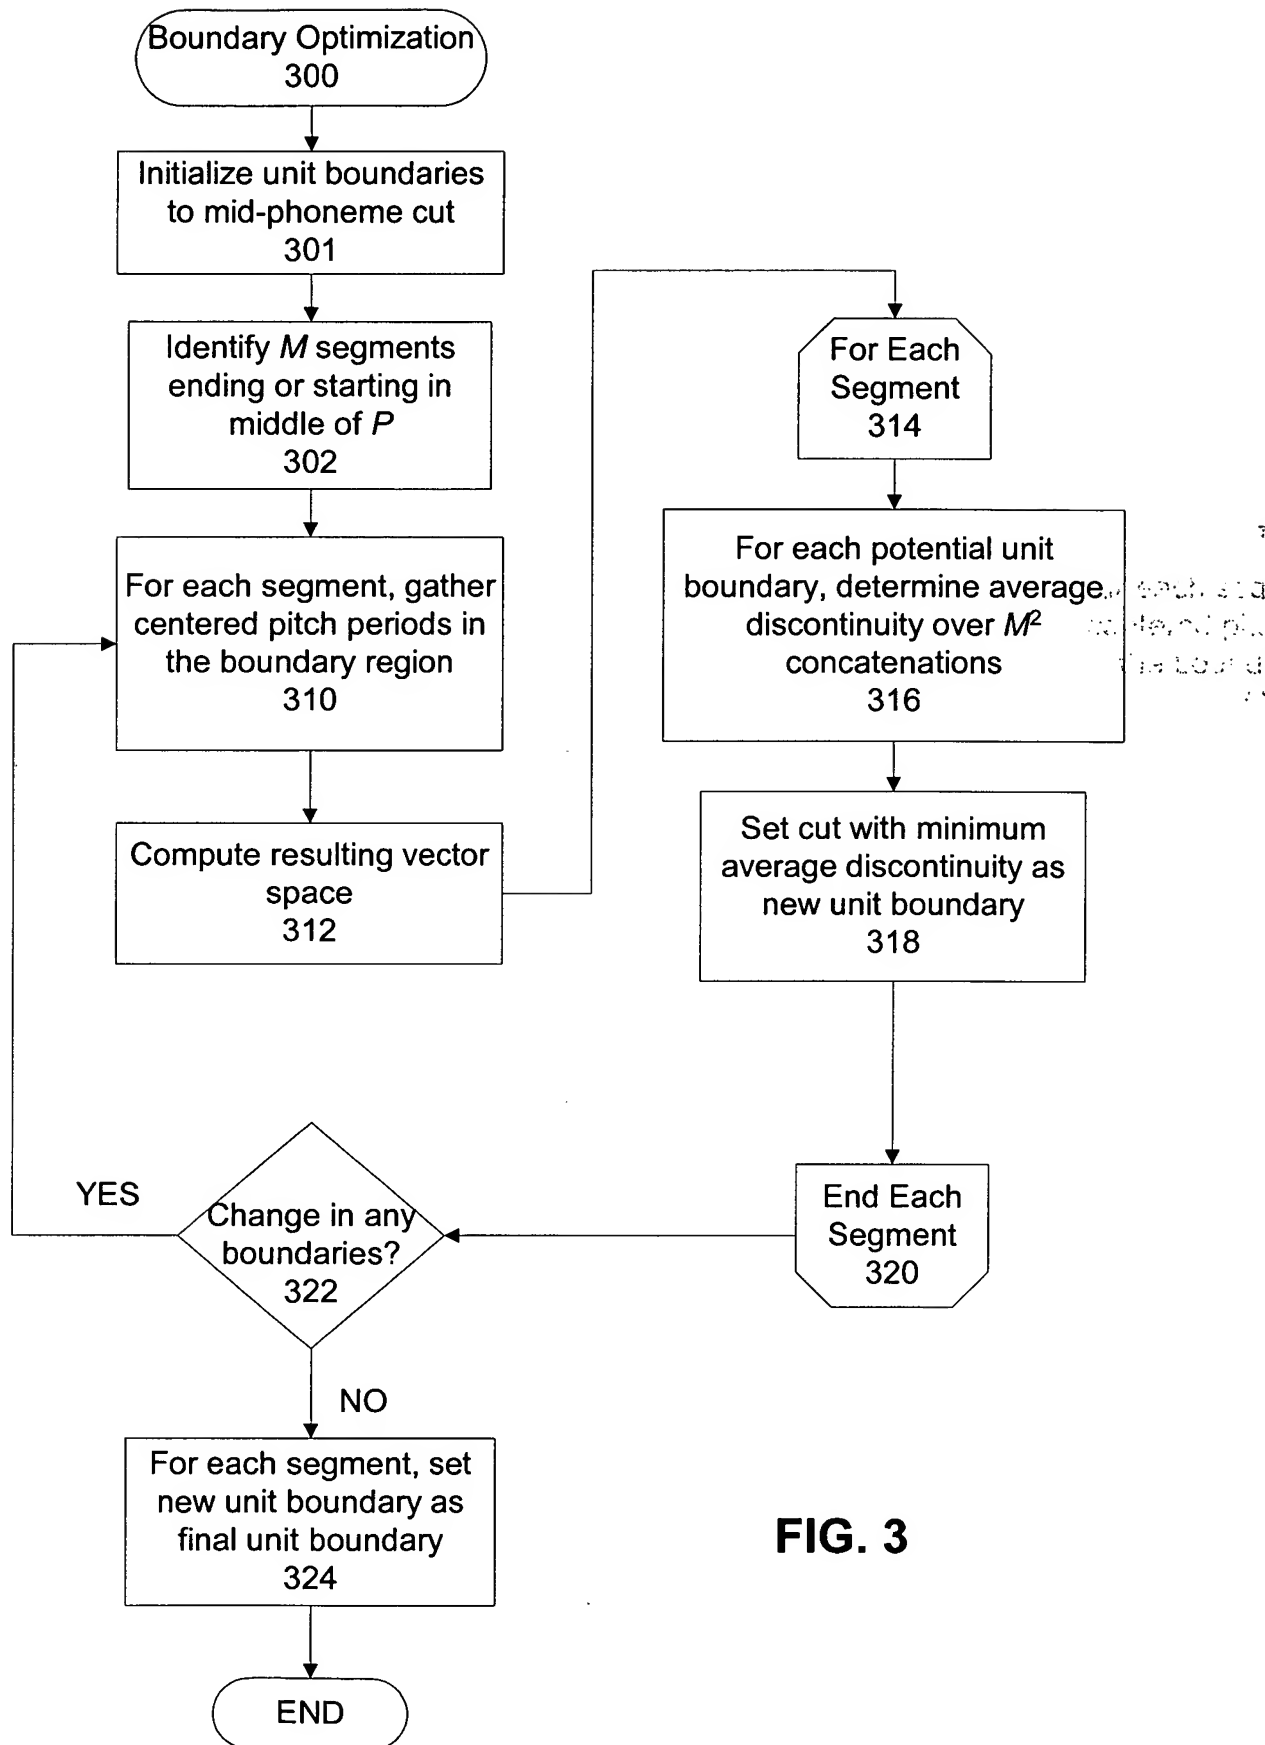 Boundary Optimization
300
Initialize unit boundaries
to mid-phoneme cut
301
Identify M segments
ending or starting in
middle of P
302
For each segment, gather
centered pitch periods in
the boundary region
310
Compute resulting vector
space
312
For Each
Segment
314
For each potential unit
boundary, determine average
discontinuity over M²
concatenations
316
Set cut with minimum
average discontinuity as
new unit boundary
318
End Each
Segment
320
YES
Change in any
boundaries?
322
NO
For each segment, set
new unit boundary as
final unit boundary
324
END
FIG. 3